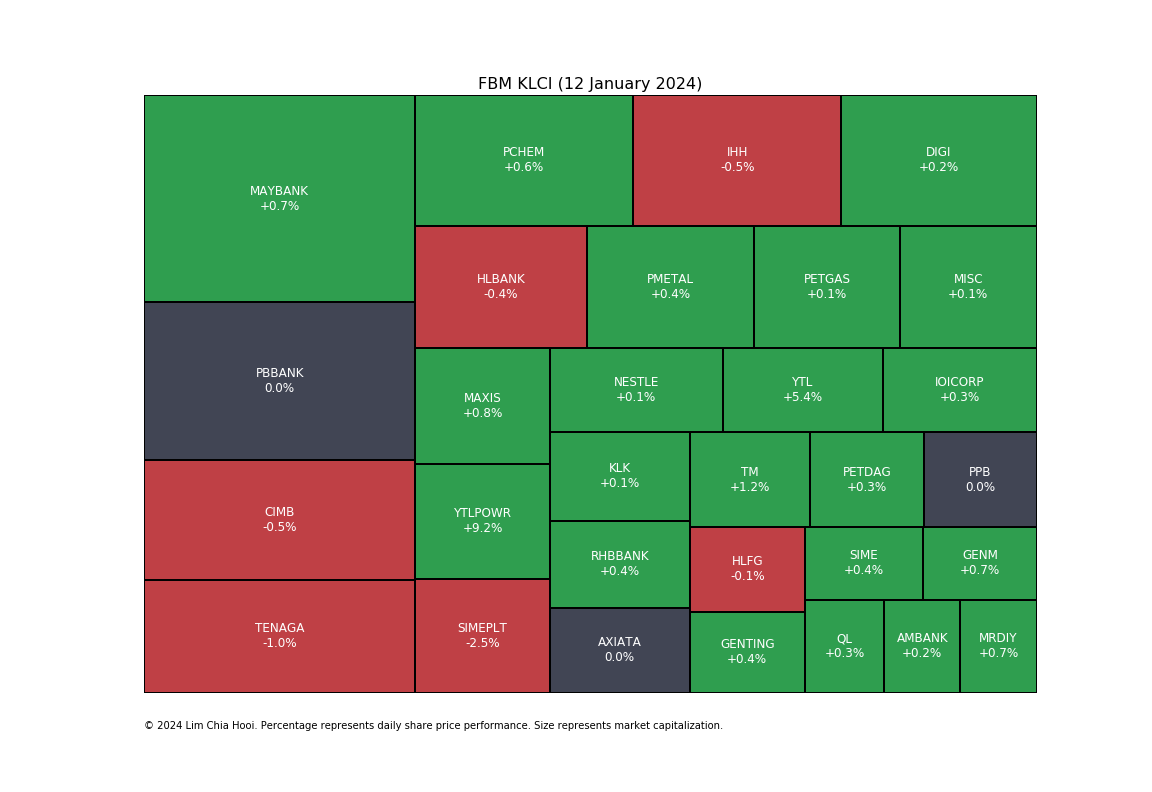 FBM KLCI (12 January 2024)
MAYBANK
+0.7%
PBBANK
0.0%
CIMB
-0.5%
TENAGA
-1.0%
PCHEM
+0.6%
IHH
-0.5%
DIGI
+0.2%
HLBANK
-0.4%
PMETAL
+0.4%
PETGAS
+0.1%
MISC
+0.1%
MAXIS
+0.8%
YTLPOWR
+9.2%
SIMEPLT
-2.5%
NESTLE
+0.1%
YTL
+5.4%
IOICORP
+0.3%
KLK
+0.1%
RHBBANK
+0.4%
AXIATA
0.0%
TM
+1.2%
PETDAG
+0.3%
PPB
0.0%
HLFG
-0.1%
GENTING
+0.4%
SIME
+0.4%
GENM
+0.7%
QL
+0.3%
AMBANK
+0.2%
MRDIY
+0.7%
© 2024 Lim Chia Hooi. Percentage represents daily share price performance. Size represents market capitalization.